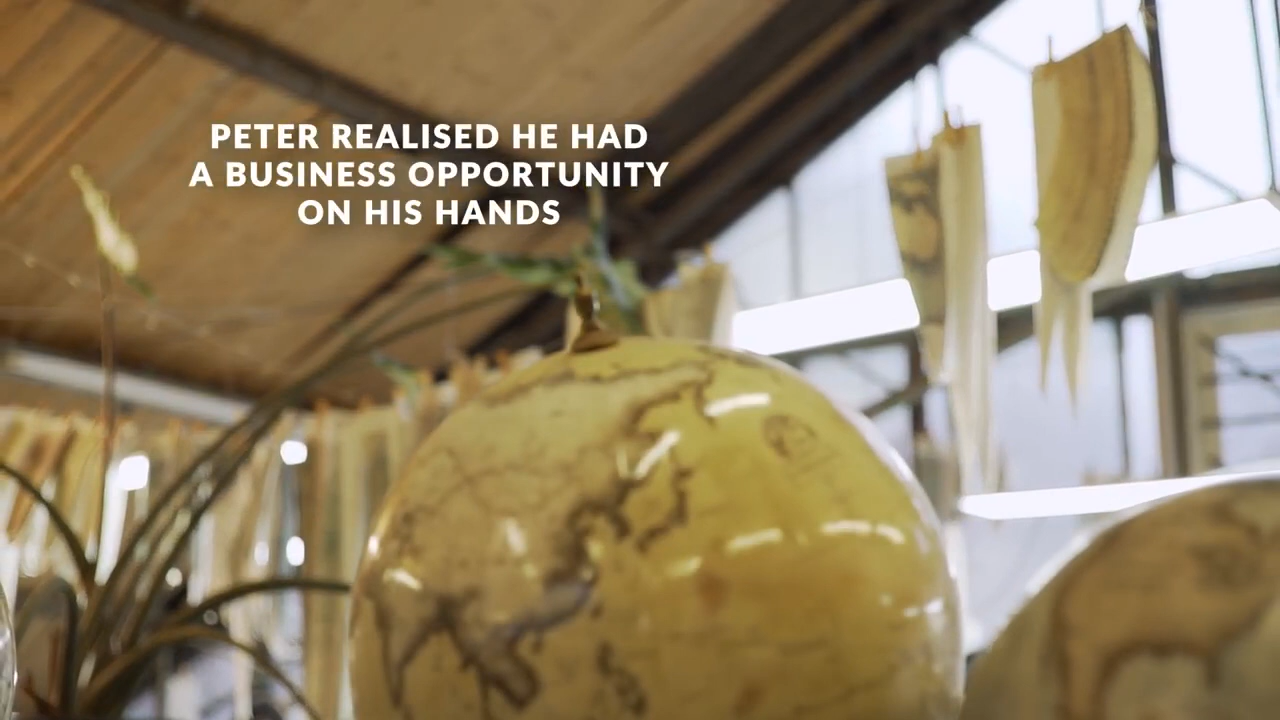 PETER REALISED HE HAD
A BUSINESS OPPORTUNITY
ON HIS HANDS